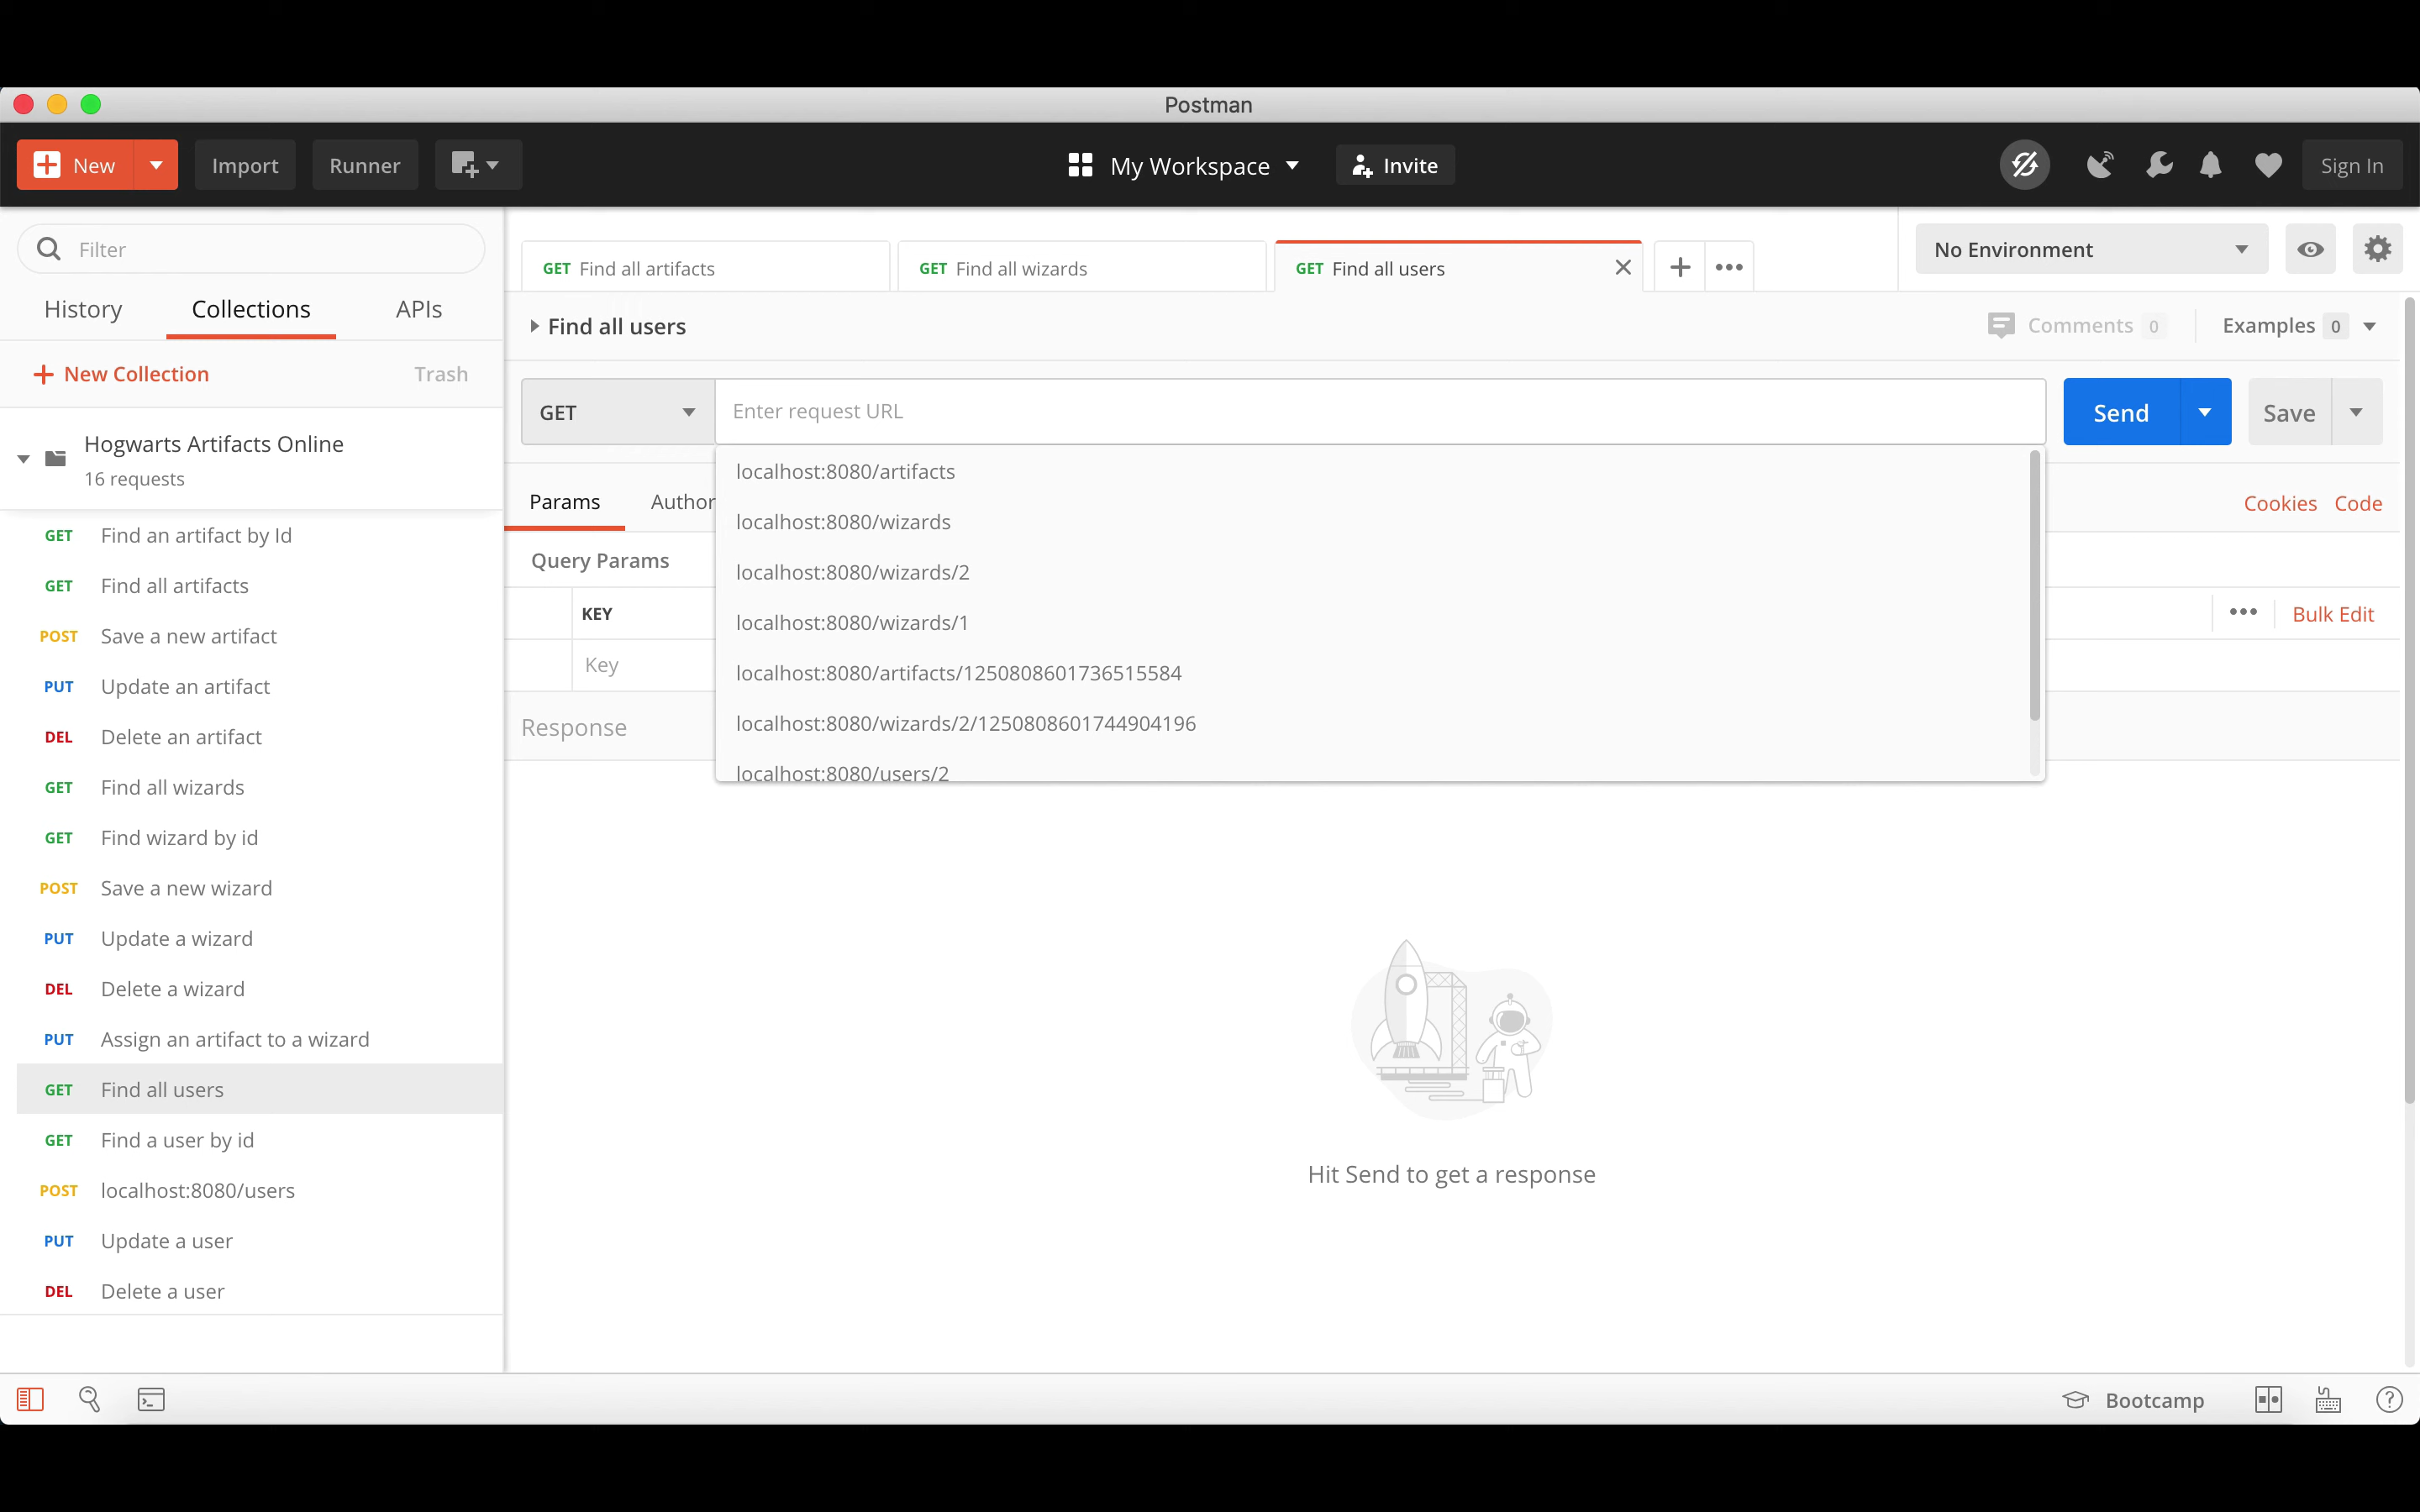 Postman
New
Import
Runner
My Workspace
Invite
Sign In
Filter
History
Collections
APIs
New Collection
Trash
Hogwarts Artifacts Online
16 requests
GET Find an artifact by Id
GET Find all artifacts
POST Save a new artifact
PUT Update an artifact
DEL Delete an artifact
GET Find all wizards
GET Find wizard by id
POST Save a new wizard
PUT Update a wizard
DEL Delete a wizard
PUT Assign an artifact to a wizard
GET Find all users
GET Find a user by id
POST localhost:8080/users
PUT Update a user
DEL Delete a user
GET Find all artifacts
GET Find all wizards
GET Find all users
No Environment
Find all users
Comments 0
Examples 0
GET
Enter request URL
Send
Save
localhost:8080/artifacts
localhost:8080/wizards
localhost:8080/wizards/2
localhost:8080/wizards/1
localhost:8080/artifacts/1250808601736515584
localhost:8080/wizards/2/1250808601744904196
localhost:8080/users/2
Params
Author
Cookies
Code
Query Params
KEY
Bulk Edit
Key
Response
Hit Send to get a response
Bootcamp